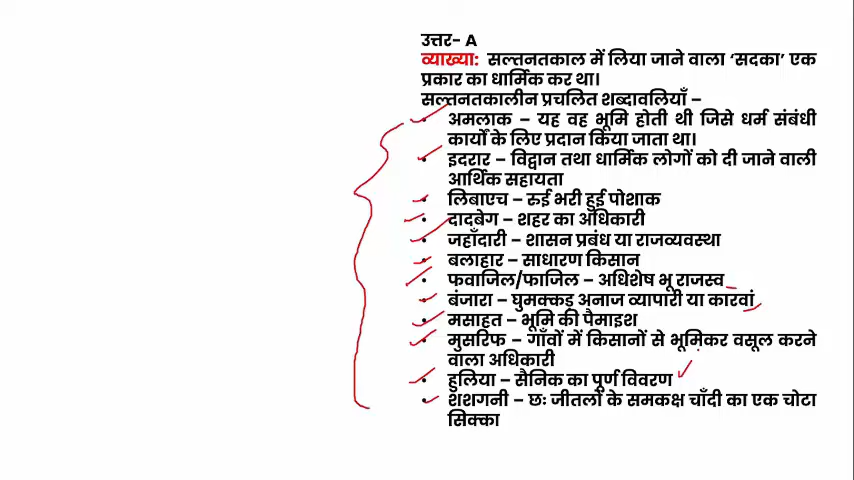 उत्तर- A
व्याख्या: सल्तनतकाल में लिया जाने वाला ‘सदका’ एक
प्रकार का धार्मिक कर था।
सल्तनतकालीन प्रचलित शब्दावलियाँ –
• अमलाक – यह वह भूमि होती थी जिसे धर्म संबंधी
कार्यों के लिए प्रदान किया जाता था।
• इदरार – विद्वान तथा धार्मिक लोगों को दी जाने वाली
आर्थिक सहायता
• लिबाएच – रुई भरी हुई पोशाक
• दादबेग – शहर का अधिकारी
• जहाँदारी – शासन प्रबंध या राजव्यवस्था
• बलाहार – साधारण किसान
• फवाजिल/फाजिल – अधिशेष भू राजस्व
• बंजारा – घुमक्कड़ अनाज व्यापारी या कारवां
• मसाहत – भूमि की पैमाइश
• मुसरिफ – गाँवों में किसानों से भूमिकर वसूल करने
वाला अधिकारी
• हुलिया – सैनिक का पूर्ण विवरण
• शशगनी – छः जीतलों के समकक्ष चाँदी का एक चोटा
सिक्का